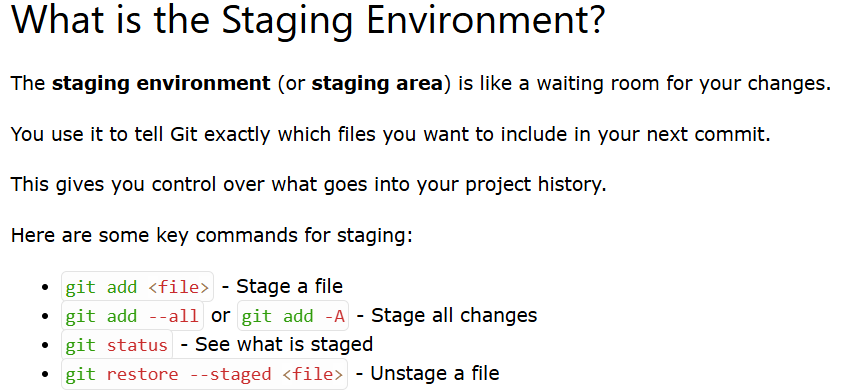 What is the Staging Environment?
The staging environment (or staging area) is like a waiting room for your changes.
You use it to tell Git exactly which files you want to include in your next commit.
This gives you control over what goes into your project history.
Here are some key commands for staging:
• git add <file> - Stage a file
• git add --all or git add -A - Stage all changes
• git status - See what is staged
• git restore --staged <file> - Unstage a file